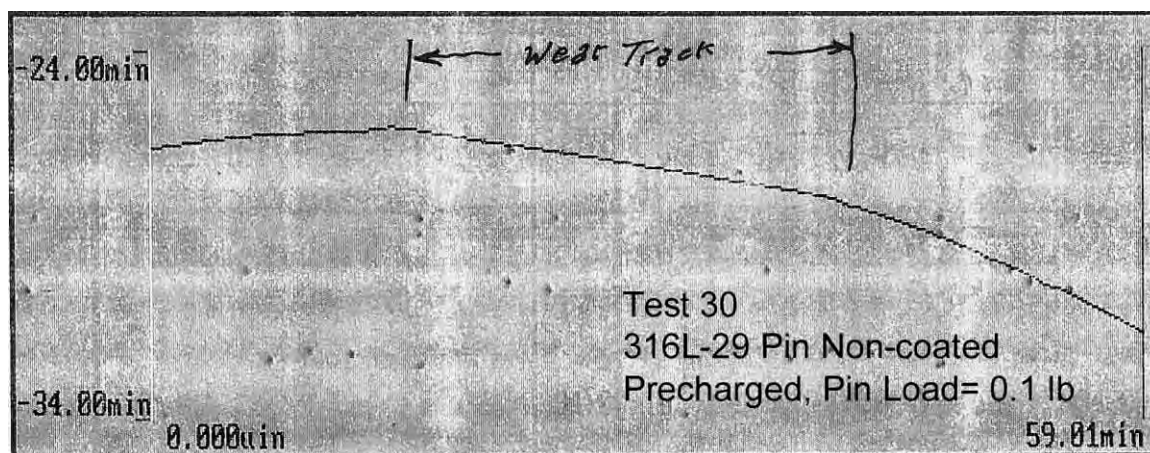 Wear Track
-24.00min
Test 30
316L-29 Pin Non-coated
Precharged, Pin Load= 0.1 lb
-34.00min
0.000uin
59.01min